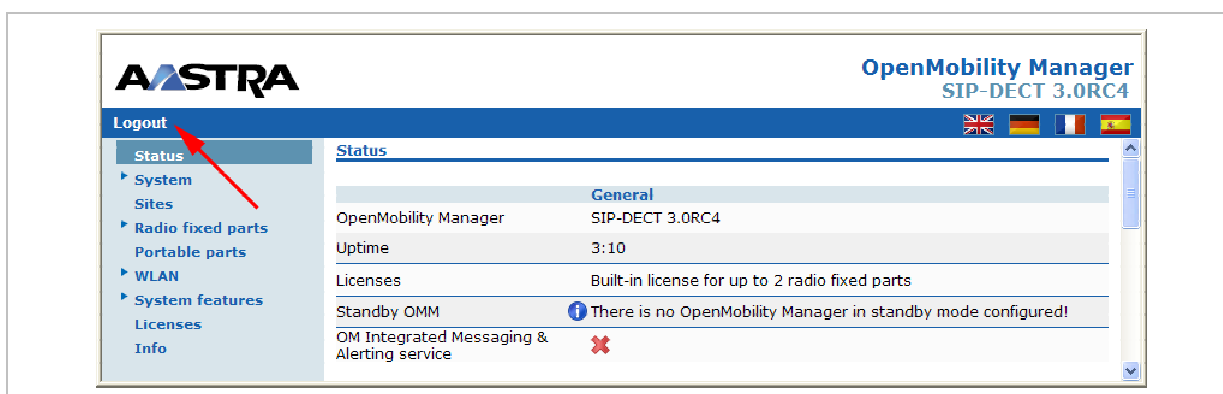 AASTRA
OpenMobility Manager
SIP-DECT 3.0RC4
Logout
Status
System
Sites
Radio fixed parts
Portable parts
WLAN
System features
Licenses
Info
Status
General
OpenMobility Manager SIP-DECT 3.0RC4
Uptime 3:10
Licenses Built-in license for up to 2 radio fixed parts
Standby OMM There is no OpenMobility Manager in standby mode configured!
OM Integrated Messaging &
Alerting service